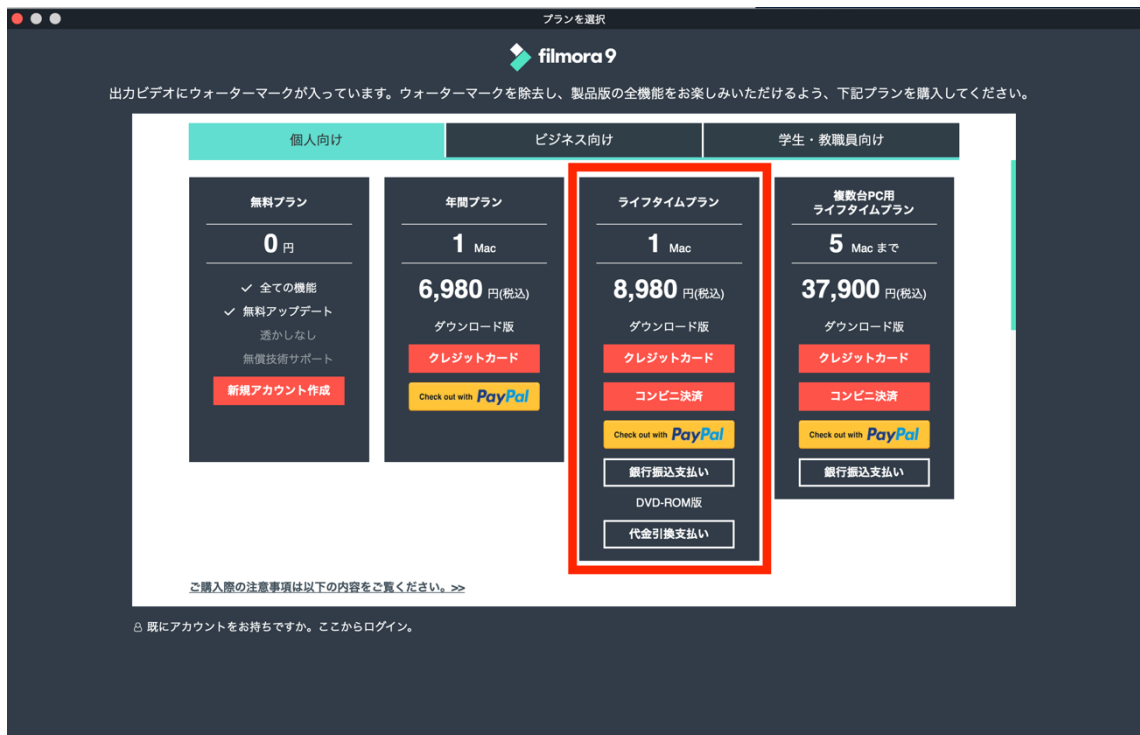 プランを選択
filmora9
出力ビデオにウォーターマークが入っています。ウォーターマークを除去し、製品版の全機能をお楽しみいただけるよう、下記プランを購入してください。
個人向け
ビジネス向け
学生・教職員向け
無料プラン
0 円
全ての機能
無料アップデート
透かしなし
無償技術サポート
新規アカウント作成
年間プラン
1 Mac
6,980 円(税込)
ダウンロード版
クレジットカード
Check out with PayPal
ライフタイムプラン
1 Mac
8,980 円(税込)
ダウンロード版
クレジットカード
コンビニ決済
Check out with PayPal
銀行振込支払い
DVD-ROM版
代金引換支払い
複数台PC用
ライフタイムプラン
5 Mac まで
37,900 円(税込)
ダウンロード版
クレジットカード
コンビニ決済
Check out with PayPal
銀行振込支払い
ご購入際の注意事項は以下の内容をご覧ください。>>
既にアカウントをお持ちですか。ここからログイン。